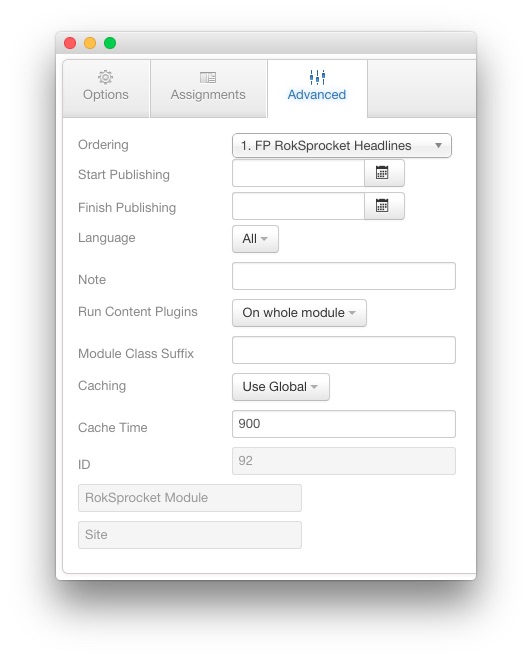 Options Assignments Advanced
Ordering 1. FP RokSprocket Headlines
Start Publishing
Finish Publishing
Language All
Note
Run Content Plugins On whole module
Module Class Suffix
Caching Use Global
Cache Time 900
ID 92
RokSprocket Module
Site